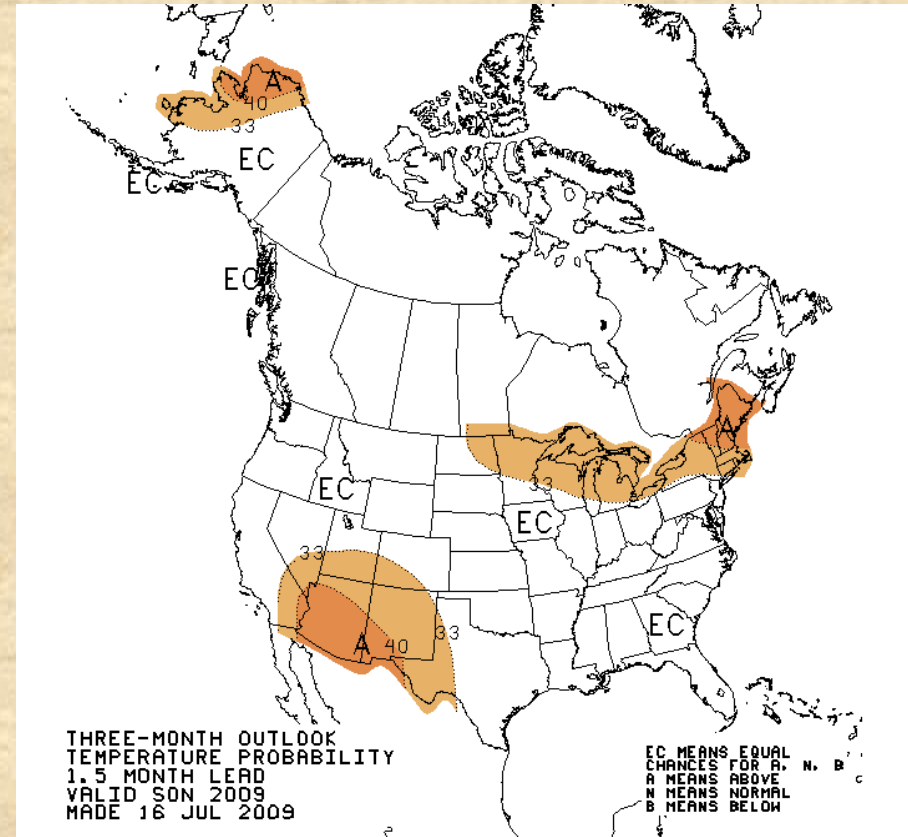 A
40
33
EC
EC
EC
A
33
EC
EC
33
EC
A 40
33
THREE-MONTH OUTLOOK
TEMPERATURE PROBABILITY
1.5 MONTH LEAD
VALID SON 2009
MADE 16 JUL 2009
EC MEANS EQUAL
CHANCES FOR A, N, B
A MEANS ABOVE
N MEANS NORMAL
B MEANS BELOW